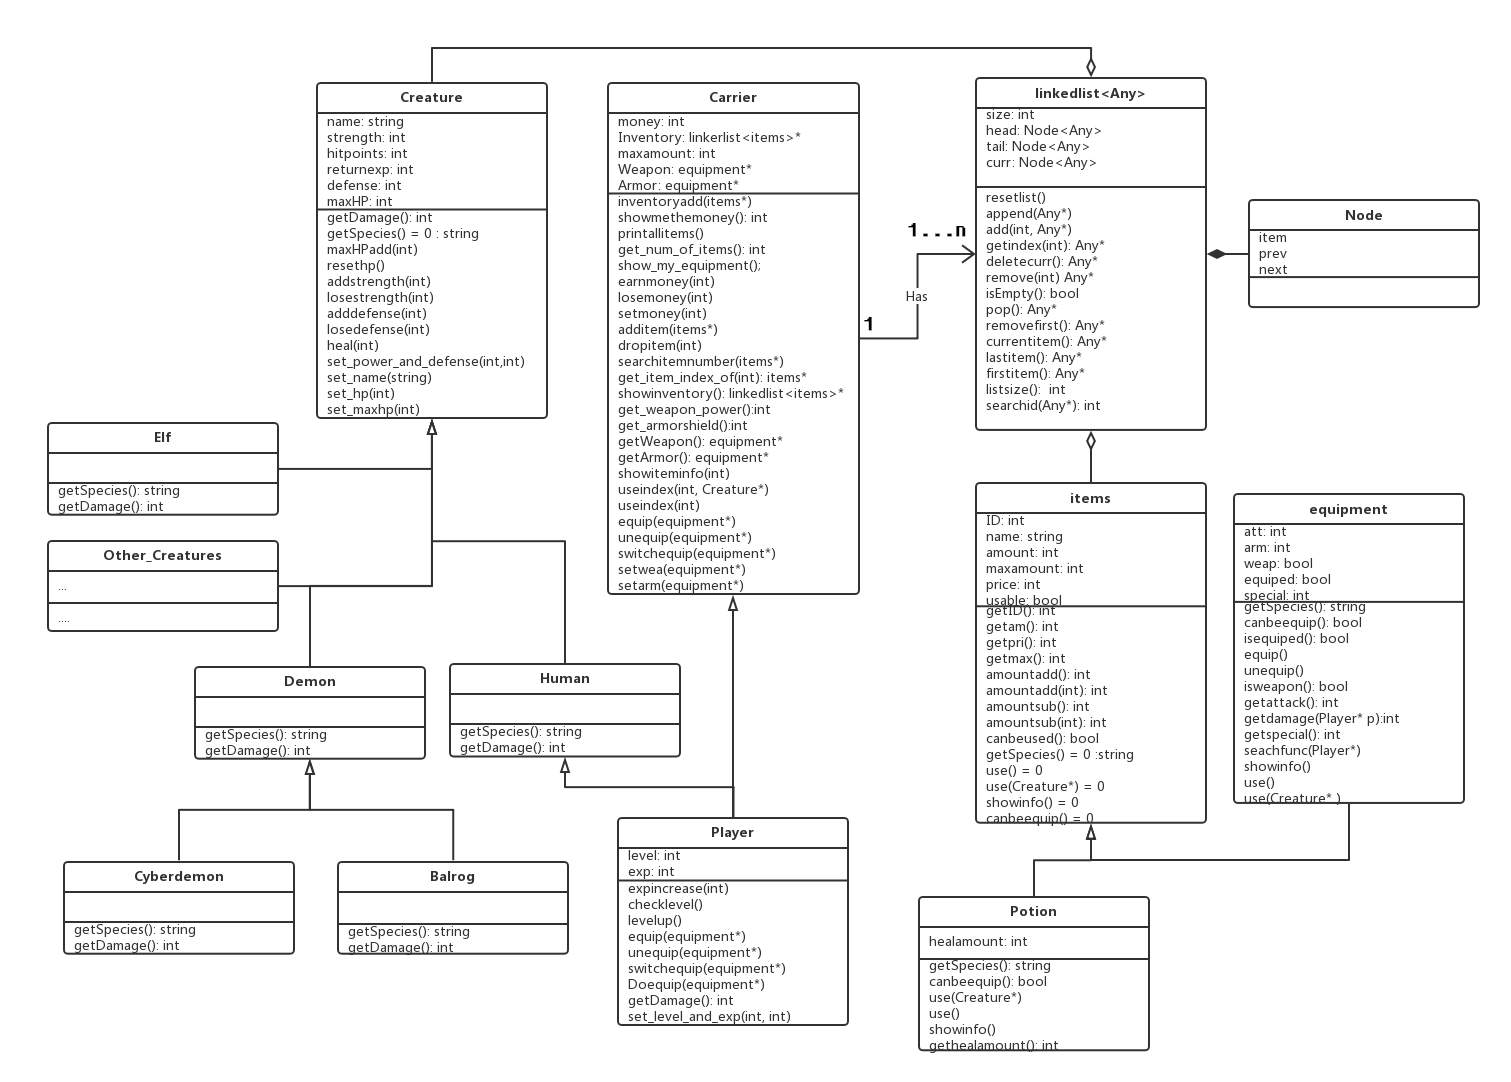 Creature
name: string
strength: int
hitpoints: int
returnexp: int
defense: int
maxHP: int
getDamage(): int
getSpecies() = 0 : string
maxHPadd(int)
resethp()
addstrength(int)
losestrength(int)
adddefense(int)
losedefense(int)
heal(int)
set_power_and_defense(int,int)
set_name(string)
set_hp(int)
set_maxhp(int)
Carrier
money: int
Inventory: linkerlist<items>*
maxamount: int
Weapon: equipment*
Armor: equipment*
inventoryadd(items*)
showmethemoney(): int
printallitems()
get_num_of_items(): int
show_my_equipment();
earnmoney(int)
losemoney(int)
setmoney(int)
additem(items*)
dropitem(int)
searchitemnumber(items*)
get_item_index_of(int): items*
showinventory(): linkedlist<items>*
get_weapon_power():int
get_armorshield():int
getWeapon(): equipment*
getArmor(): equipment*
showiteminfo(int)
useindex(int, Creature*)
useindex(int)
equip(equipment*)
unequip(equipment*)
switchequip(equipment*)
setwea(equipment*)
setarm(equipment*)
1
Has
1...n
linkedlist<Any>
size: int
head: Node<Any>
tail: Node<Any>
curr: Node<Any>
resetlist()
append(Any*)
add(int, Any*)
getindex(int): Any*
deletecurr(): Any*
remove(int) Any*
isEmpty(): bool
pop(): Any*
removefirst(): Any*
currentitem(): Any*
lastitem(): Any*
firstitem(): Any*
listsize():  int
searchid(Any*): int
Node
item
prev
next
Elf
getSpecies(): string
getDamage(): int
Other_Creatures
...
....
Demon
getSpecies(): string
getDamage(): int
Human
getSpecies(): string
getDamage(): int
Cyberdemon
getSpecies(): string
getDamage(): int
Balrog
getSpecies(): string
getDamage(): int
Player
level: int
exp: int
expincrease(int)
checklevel()
levelup()
equip(equipment*)
unequip(equipment*)
switchequip(equipment*)
Doequip(equipment*)
getDamage(): int
set_level_and_exp(int, int)
items
ID: int
name: string
amount: int
maxamount: int
price: int
usable: bool
getID(): int
getam(): int
getpri(): int
getmax(): int
amountadd(): int
amountadd(int): int
amountsub(): int
amountsub(int): int
canbeused(): bool
getSpecies() = 0 :string
use() = 0
use(Creature*) = 0
showinfo() = 0
canbeequip() = 0
equipment
att: int
arm: int
weap: bool
equiped: bool
special: int
getSpecies(): string
canbeequip(): bool
isequiped(): bool
equip()
unequip()
isweapon(): bool
getattack(): int
getdamage(Player* p):int
getspecial(): int
seachfunc(Player*)
showinfo()
use()
use(Creature* )
Potion
healamount: int
getSpecies(): string
canbeequip(): bool
use(Creature*)
use()
showinfo()
gethealamount(): int